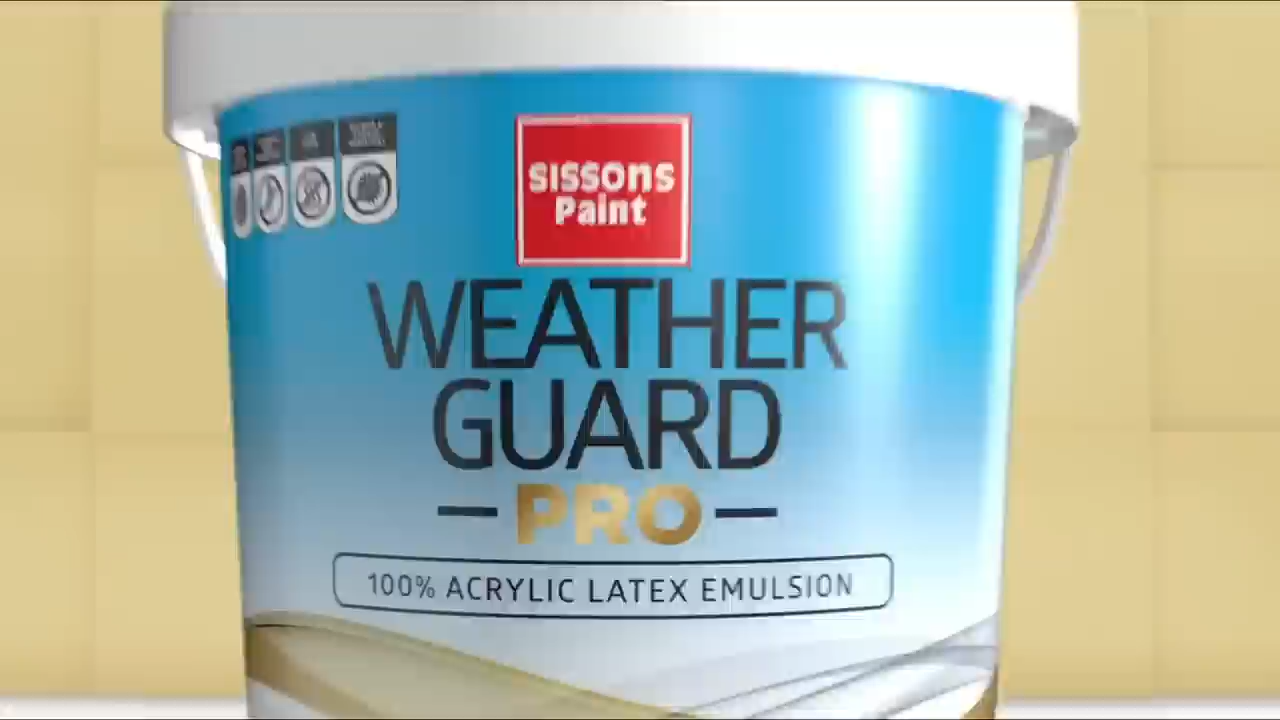 SISSONS
Paint
WEATHER
GUARD
PRO
100% ACRYLIC LATEX EMULSION